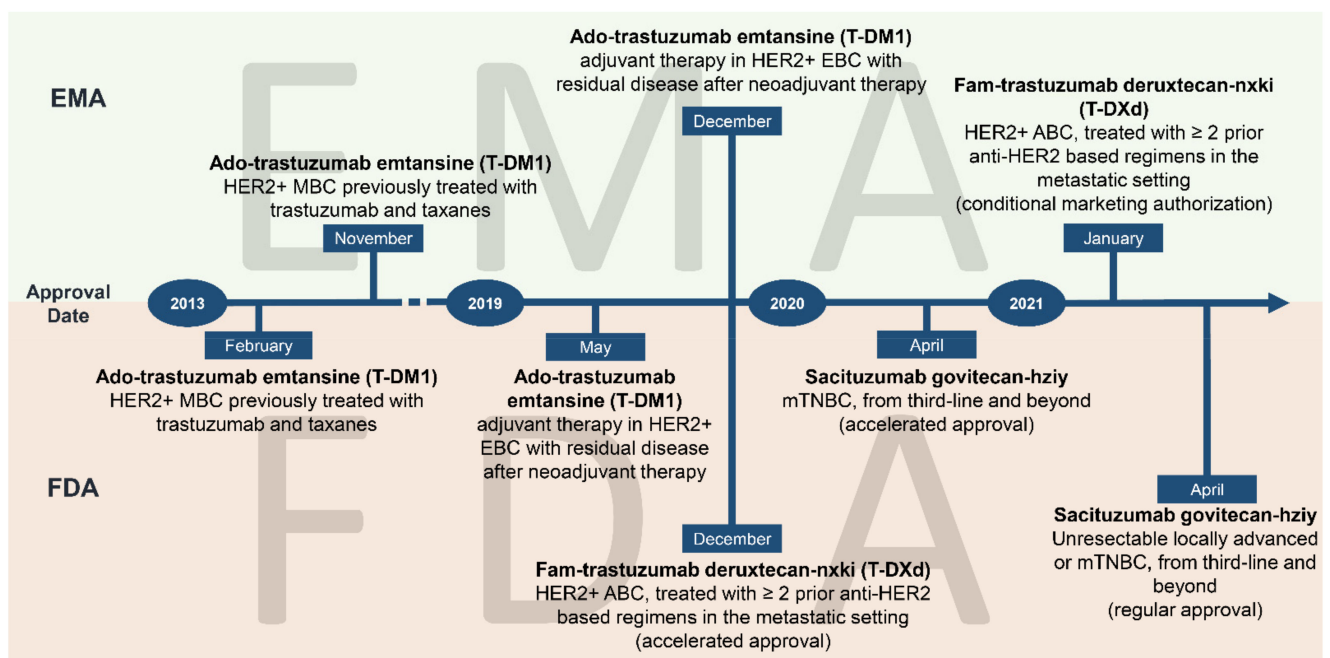 EMA
Ado-trastuzumab emtansine (T-DM1)
adjuvant therapy in HER2+ EBC with
residual disease after neoadjuvant therapy
December
Fam-trastuzumab deruxtecan-nxki
(T-DXd)
HER2+ ABC, treated with ≥ 2 prior
anti-HER2 based regimens in the
metastatic setting
(conditional marketing authorization)
January
Ado-trastuzumab emtansine (T-DM1)
HER2+ MBC previously treated with
trastuzumab and taxanes
November
EMA
Approval
Date
2013
2019
2020
2021
February
Ado-trastuzumab emtansine (T-DM1)
HER2+ MBC previously treated with
trastuzumab and taxanes
May
Ado-trastuzumab
emtansine (T-DM1)
adjuvant therapy in HER2+
EBC with residual disease
after neoadjuvant therapy
April
Sacituzumab govitecan-hziy
mTNBC, from third-line and beyond
(accelerated approval)
FDA
FDA
December
Fam-trastuzumab deruxtecan-nxki (T-DXd)
HER2+ ABC, treated with ≥ 2 prior anti-HER2
based regimens in the metastatic setting
(accelerated approval)
April
Sacituzumab govitecan-hziy
Unresectable locally advanced
or mTNBC, from third-line and
beyond
(regular approval)